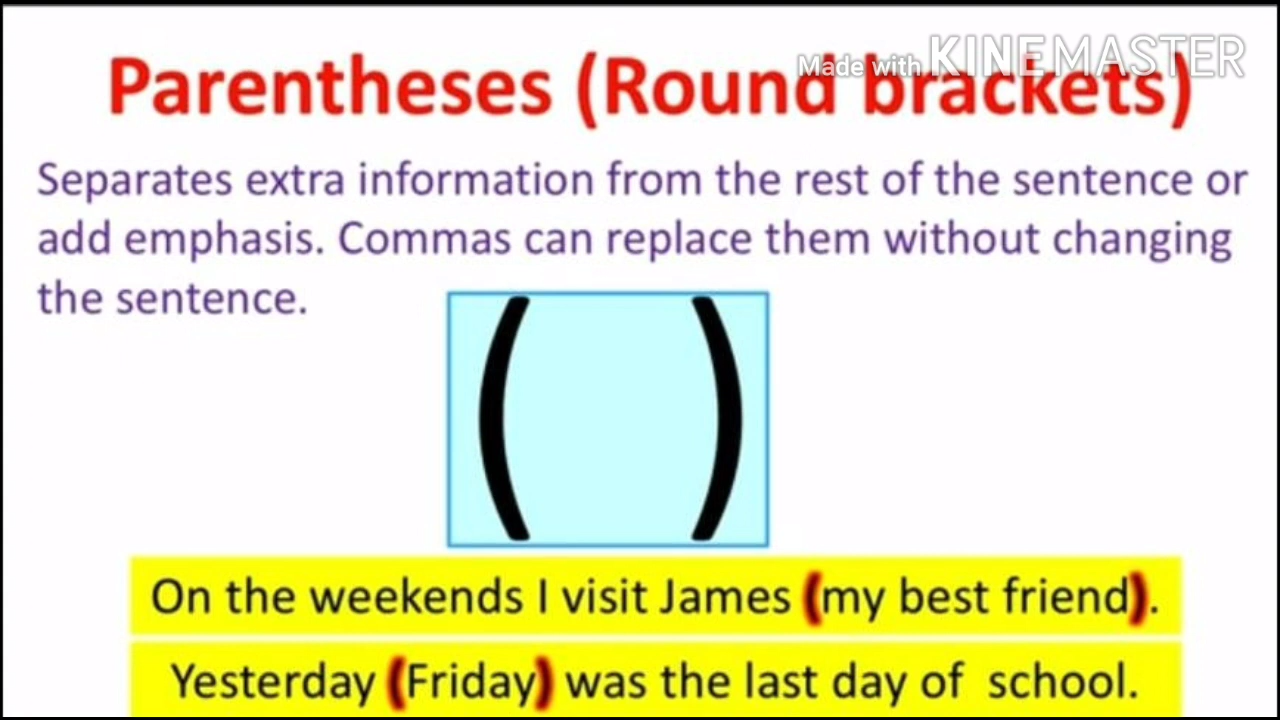 Made with KINEMASTER
Parentheses (Round brackets)
Separates extra information from the rest of the sentence or
add emphasis. Commas can replace them without changing
the sentence.
( )
On the weekends I visit James (my best friend).
Yesterday (Friday) was the last day of school.